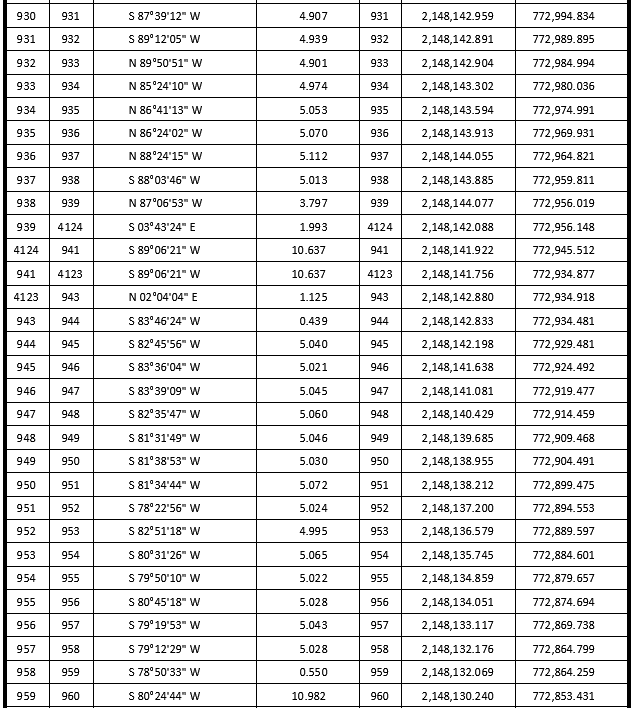 930 931 S 87°39'12" W 4.907 931 2,148,142.959 772,994.834
931 932 S 89°12'05" W 4.939 932 2,148,142.891 772,989.895
932 933 N 89°50'51" W 4.901 933 2,148,142.904 772,984.994
933 934 N 85°24'10" W 4.974 934 2,148,143.302 772,980.036
934 935 N 86°41'13" W 5.053 935 2,148,143.594 772,974.991
935 936 N 86°24'02" W 5.070 936 2,148,143.913 772,969.931
936 937 N 88°24'15" W 5.112 937 2,148,144.055 772,964.821
937 938 S 88°03'46" W 5.013 938 2,148,143.885 772,959.811
938 939 N 87°06'53" W 3.797 939 2,148,144.077 772,956.019
939 4124 S 03°43'24" E 1.993 4124 2,148,142.088 772,956.148
4124 941 S 89°06'21" W 10.637 941 2,148,141.922 772,945.512
941 4123 S 89°06'21" W 10.637 4123 2,148,141.756 772,934.877
4123 943 N 02°04'04" E 1.125 943 2,148,142.880 772,934.918
943 944 S 83°46'24" W 0.439 944 2,148,142.833 772,934.481
944 945 S 82°45'56" W 5.040 945 2,148,142.198 772,929.481
945 946 S 83°36'04" W 5.021 946 2,148,141.638 772,924.492
946 947 S 83°39'09" W 5.045 947 2,148,141.081 772,919.477
947 948 S 82°35'47" W 5.060 948 2,148,140.429 772,914.459
948 949 S 81°31'49" W 5.046 949 2,148,139.685 772,909.468
949 950 S 81°38'53" W 5.030 950 2,148,138.955 772,904.491
950 951 S 81°34'44" W 5.072 951 2,148,138.212 772,899.475
951 952 S 78°22'56" W 5.024 952 2,148,137.200 772,894.553
952 953 S 82°51'18" W 4.995 953 2,148,136.579 772,889.597
953 954 S 80°31'26" W 5.065 954 2,148,135.745 772,884.601
954 955 S 79°50'10" W 5.022 955 2,148,134.859 772,879.657
955 956 S 80°45'18" W 5.028 956 2,148,134.051 772,874.694
956 957 S 79°19'53" W 5.043 957 2,148,133.117 772,869.738
957 958 S 79°12'29" W 5.028 958 2,148,132.176 772,864.799
958 959 S 78°50'33" W 0.550 959 2,148,132.069 772,864.259
959 960 S 80°24'44" W 10.982 960 2,148,130.240 772,853.431